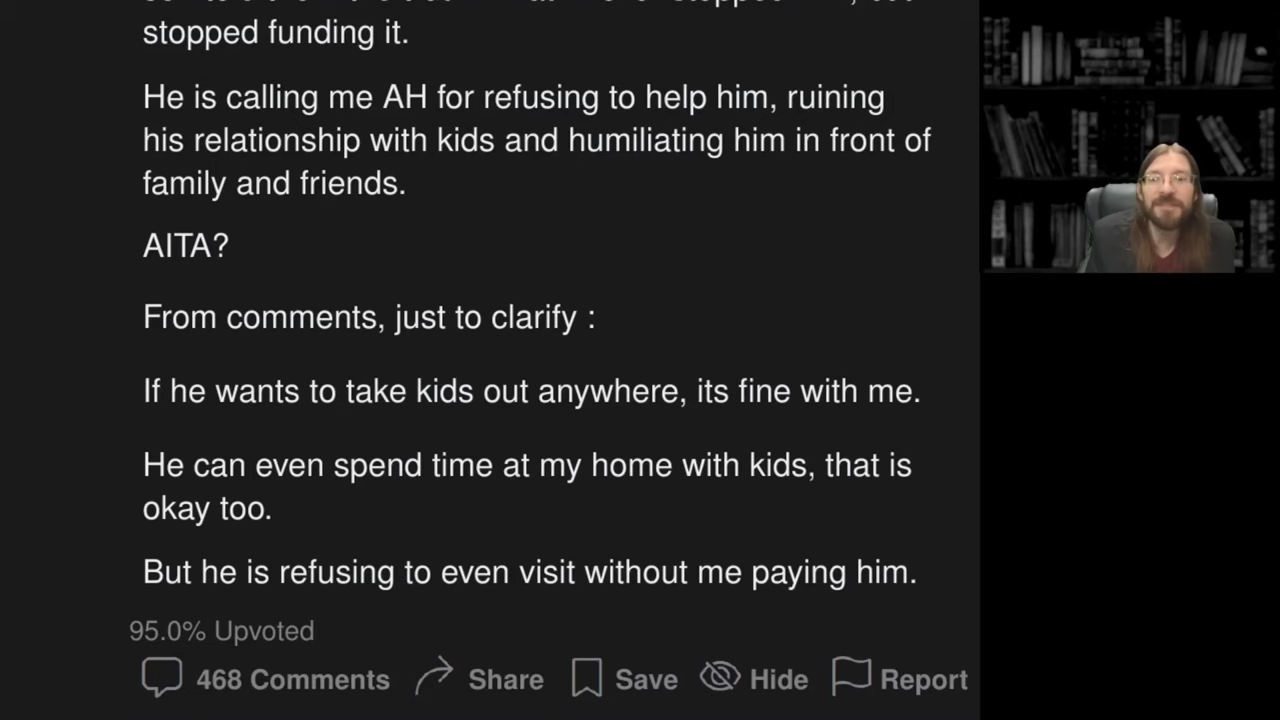 stopped funding it.
He is calling me AH for refusing to help him, ruining
his relationship with kids and humiliating him in front of
family and friends.
AITA?
From comments, just to clarify :
If he wants to take kids out anywhere, its fine with me.
He can even spend time at my home with kids, that is
okay too.
But he is refusing to even visit without me paying him.
95.0% Upvoted
468 Comments Share Save Hide Report